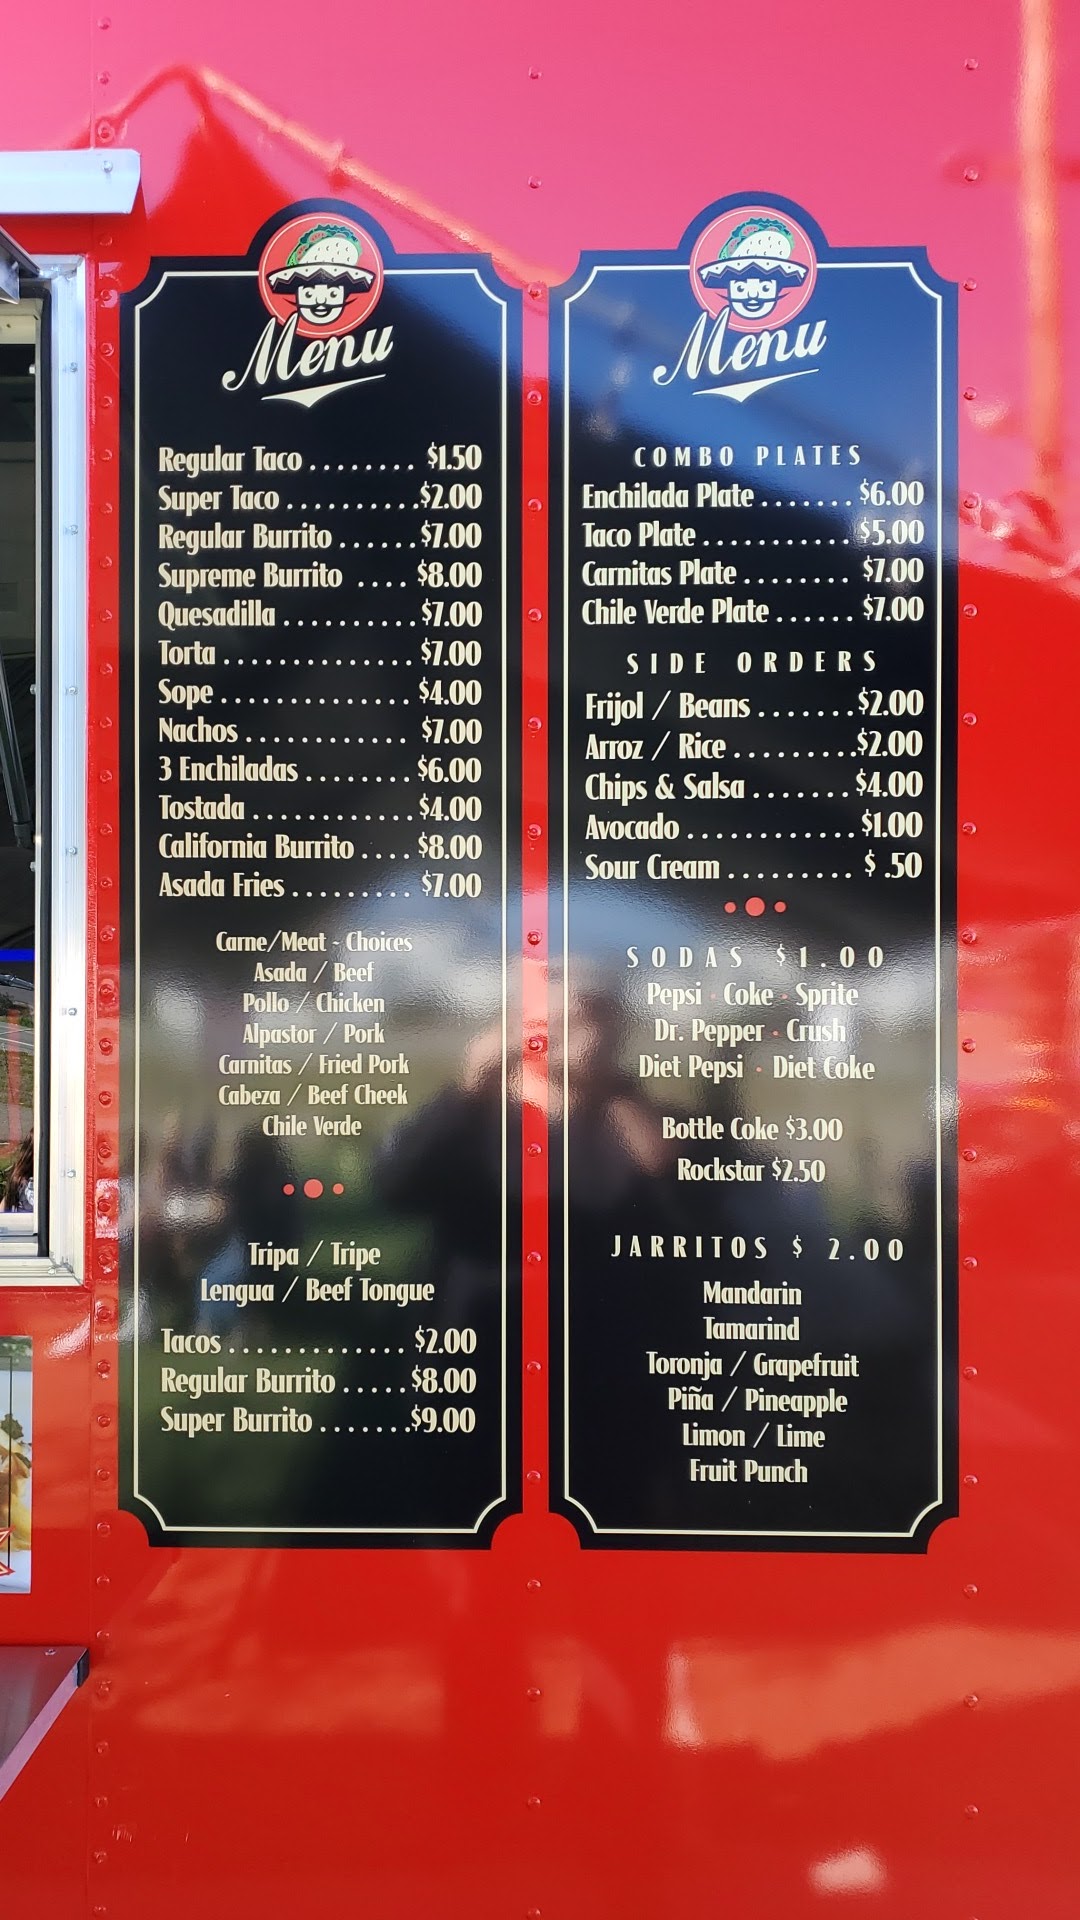 Menu
Regular Taco ........ $1.50
Super Taco .......... $2.00
Regular Burrito ...... $7.00
Supreme Burrito .... $8.00
Quesadilla .......... $7.00
Torta ............... $7.00
Sope ............... $4.00
Nachos ............ $7.00
3 Enchiladas ........ $6.00
Tostada ............ $4.00
California Burrito .... $8.00
Asada Fries ......... $7.00
Carne/Meat - Choices
Asada / Beef
Pollo / Chicken
Alpastor / Pork
Carnitas / Fried Pork
Cabeza / Beef Cheek
Chile Verde
Tripa / Tripe
Lengua / Beef Tongue
Tacos ............. $2.00
Regular Burrito ..... $8.00
Super Burrito ....... $9.00
Menu
COMBO PLATES
Enchilada Plate ....... $6.00
Taco Plate ........... $5.00
Carnitas Plate ........ $7.00
Chile Verde Plate ...... $7.00
SIDE ORDERS
Frijol / Beans ....... $2.00
Arroz / Rice ......... $2.00
Chips & Salsa ....... $4.00
Avocado ............ $1.00
Sour Cream ......... $ .50
SODAS $1.00
Pepsi · Coke · Sprite
Dr. Pepper · Crush
Diet Pepsi · Diet Coke
Bottle Coke $3.00
Rockstar $2.50
JARRITOS $ 2.00
Mandarin
Tamarind
Toronja / Grapefruit
Piña / Pineapple
Limon / Lime
Fruit Punch